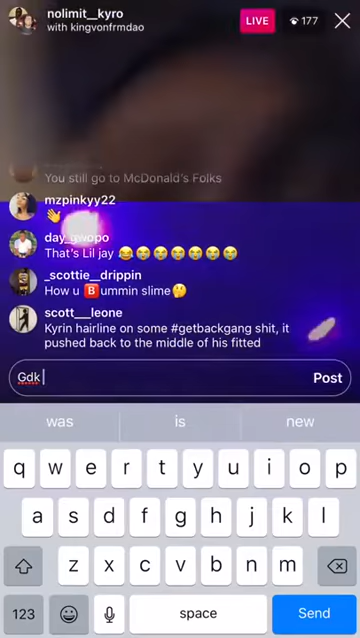 nolimit__kyro
with kingvonfrmdao
LIVE
177
You still go to McDonald's Folks
mzpinkyy22
👋
day_gwopo
That's Lil jay 😂😭😭😭😭😭😭
_scottie_drippin
How u 🅱️ummin slime🤔
scott__leone
Kyrin hairline on some #getbackgang shit, it
pushed back to the middle of his fitted
Gdk
Post
was is new
q w e r t y u i o p
a s d f g h j k l
z x c v b n m
123 space Send